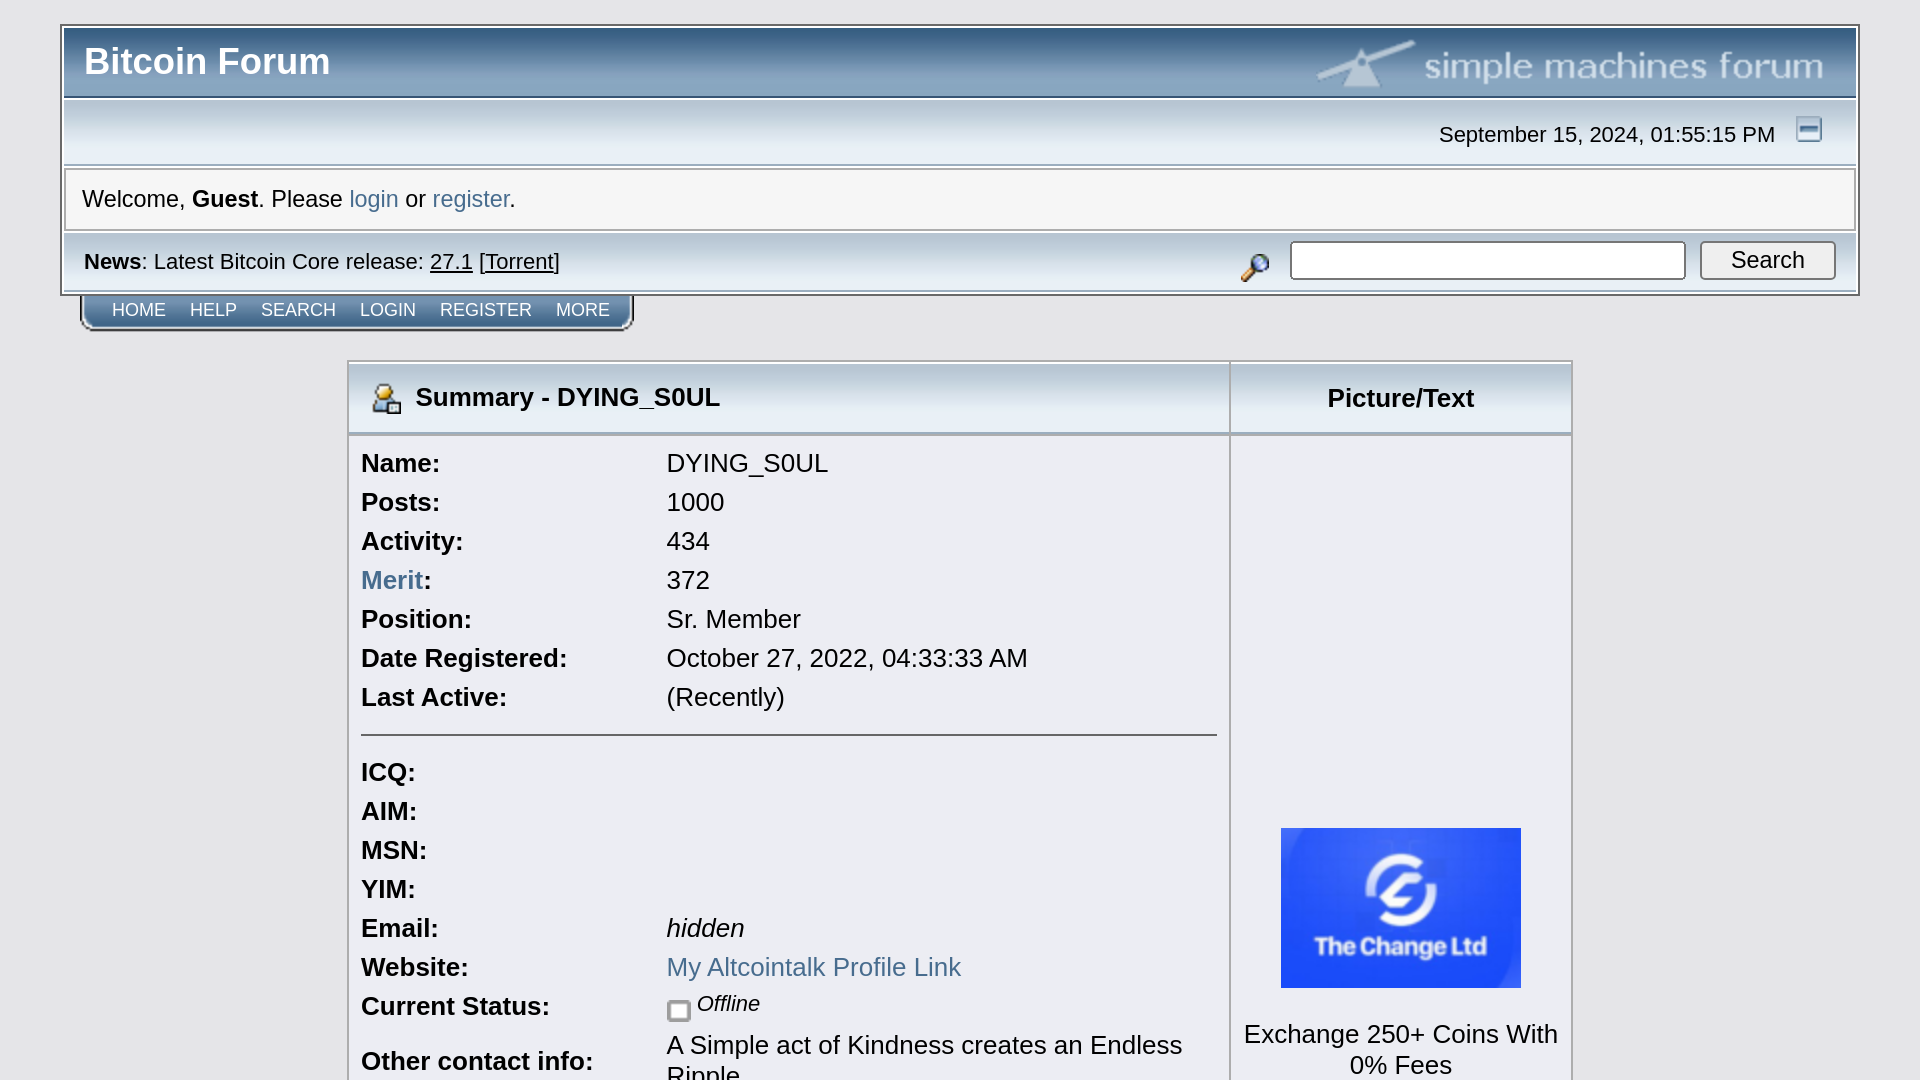 Bitcoin Forum
simple machines forum
September 15, 2024, 01:55:15 PM
Welcome, Guest. Please login or register.
News: Latest Bitcoin Core release: 27.1 [Torrent]
Search
HOME HELP SEARCH LOGIN REGISTER MORE
Summary - DYING_S0UL
Picture/Text
Name: DYING_S0UL
Posts: 1000
Activity: 434
Merit: 372
Position: Sr. Member
Date Registered: October 27, 2022, 04:33:33 AM
Last Active: (Recently)
ICQ:
AIM:
MSN:
YIM:
Email: hidden
Website: My Altcointalk Profile Link
Current Status: Offline
Other contact info: A Simple act of Kindness creates an Endless
Ripple
The Change Ltd
Exchange 250+ Coins With
0% Fees